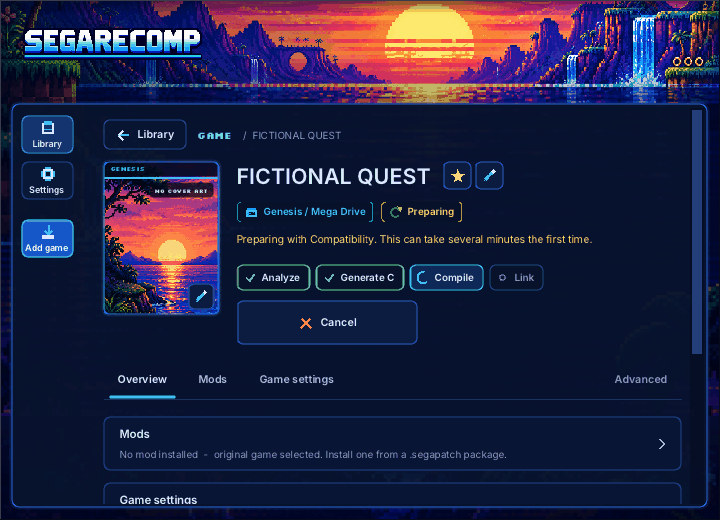 SEGARECOMP
Library
Settings
Add game
Library
GAME / FICTIONAL QUEST
GENESIS
NO COVER ART
FICTIONAL QUEST
Genesis / Mega Drive
Preparing
Preparing with Compatibility. This can take several minutes the first time.
Analyze
Generate C
Compile
Link
Cancel
Overview
Mods
Game settings
Advanced
Mods
No mod installed - original game selected. Install one from a .segapatch package.
Game settings